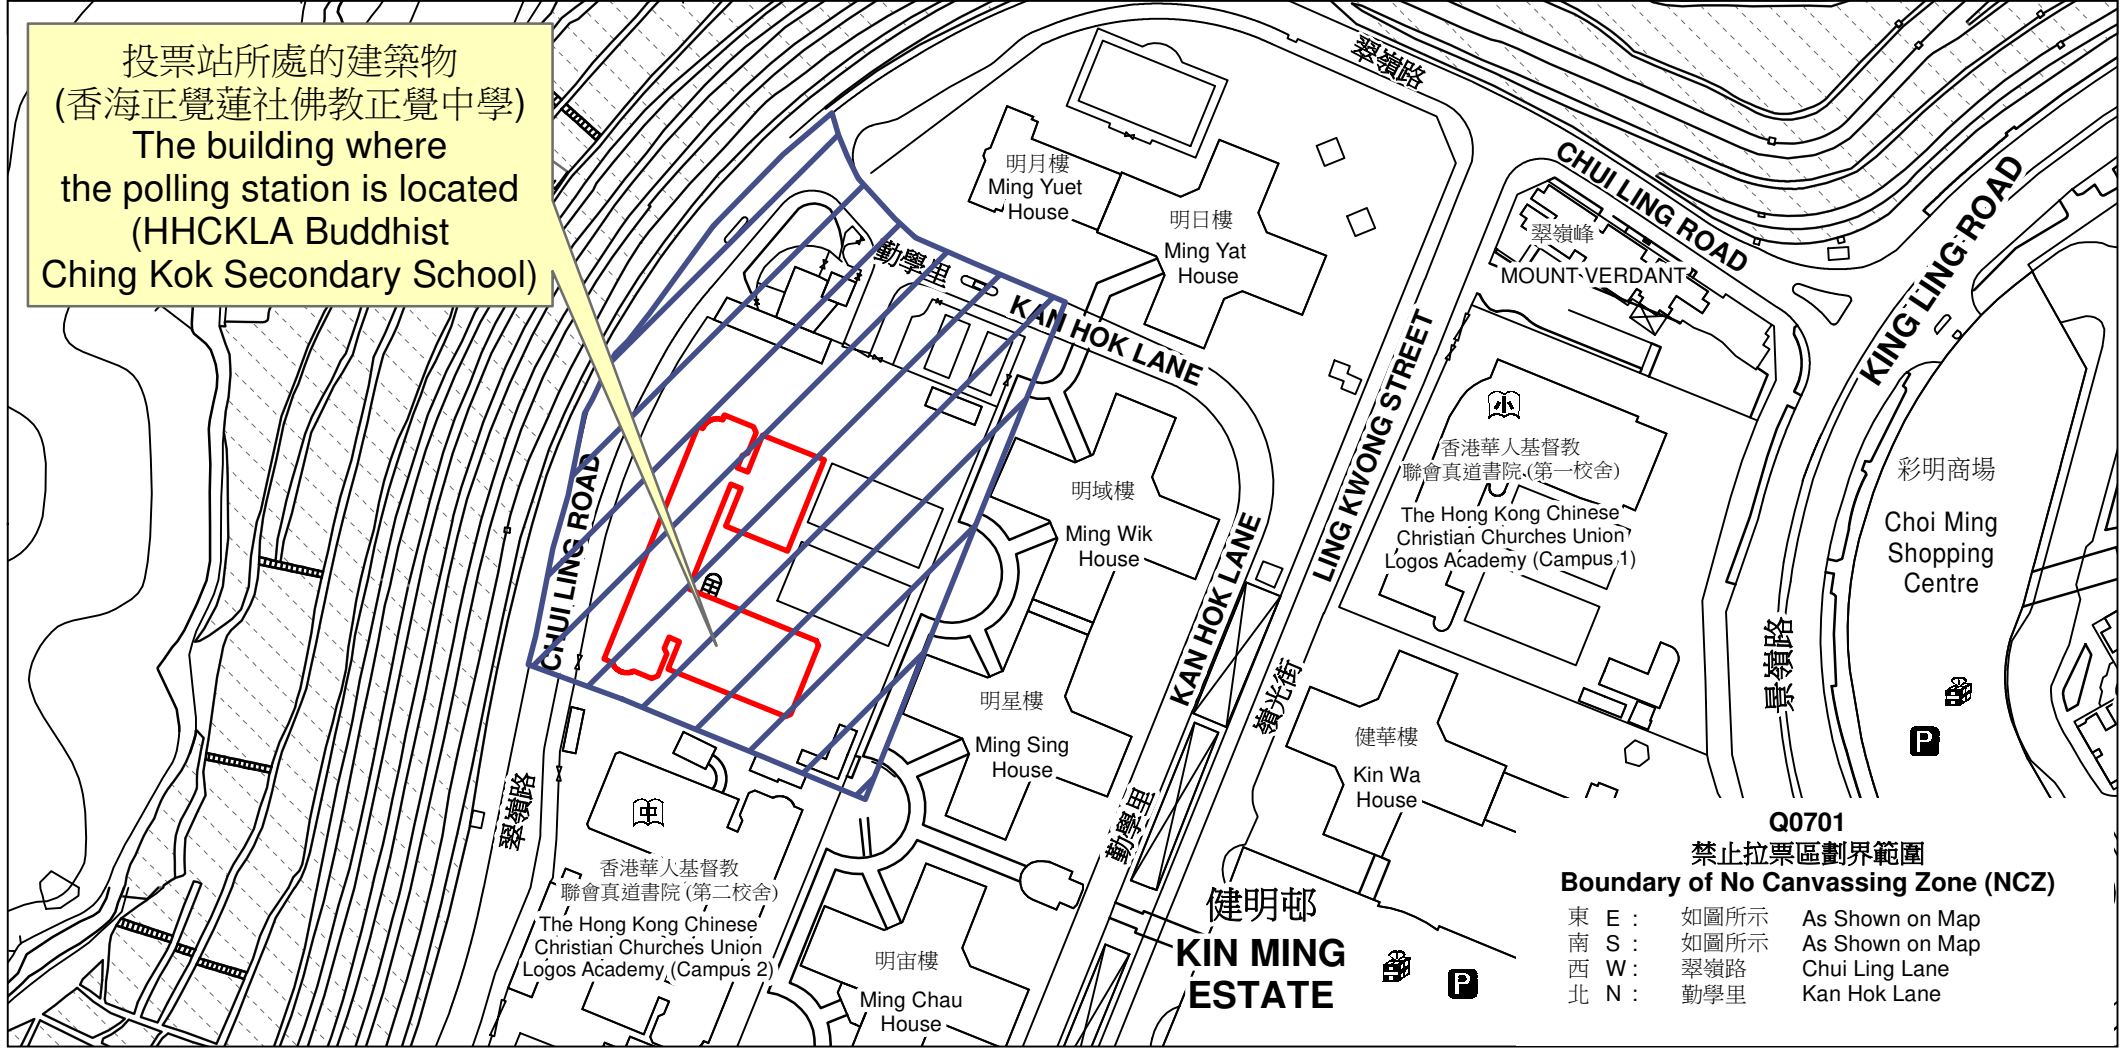 投票站所處的建築物
(香海正覺蓮社佛教正覺中學)
The building where
the polling station is located
(HHCKLA Buddhist
Ching Kok Secondary School)
翠嶺路
CHUI LING ROAD
KING LING ROAD
明月樓
Ming Yuet
House
明日樓
Ming Yat
House
翠嶺峰
MOUNT VERDANT
勤學里
KAN HOK LANE
LING KWONG STREET
小
香港華人基督教
聯會真道書院 (第一校舍)
The Hong Kong Chinese
Christian Churches Union
Logos Academy (Campus 1)
彩明商場
Choi Ming
Shopping
Centre
明域樓
Ming Wik
House
CHUI LING ROAD
KAN HOK LANE
中
景嶺路
嶺光街
明星樓
Ming Sing
House
健華樓
Kin Wa
House
P
翠嶺路
勤學里
中
香港華人基督教
聯會真道書院 (第二校舍)
The Hong Kong Chinese
Christian Churches Union
Logos Academy (Campus 2)
明宙樓
Ming Chau
House
健明邨
KIN MING
ESTATE
P
Q0701
禁止拉票區劃界範圍
Boundary of No Canvassing Zone (NCZ)
東 E : 如圖所示 As Shown on Map
南 S : 如圖所示 As Shown on Map
西 W : 翠嶺路 Chui Ling Lane
北 N : 勤學里 Kan Hok Lane